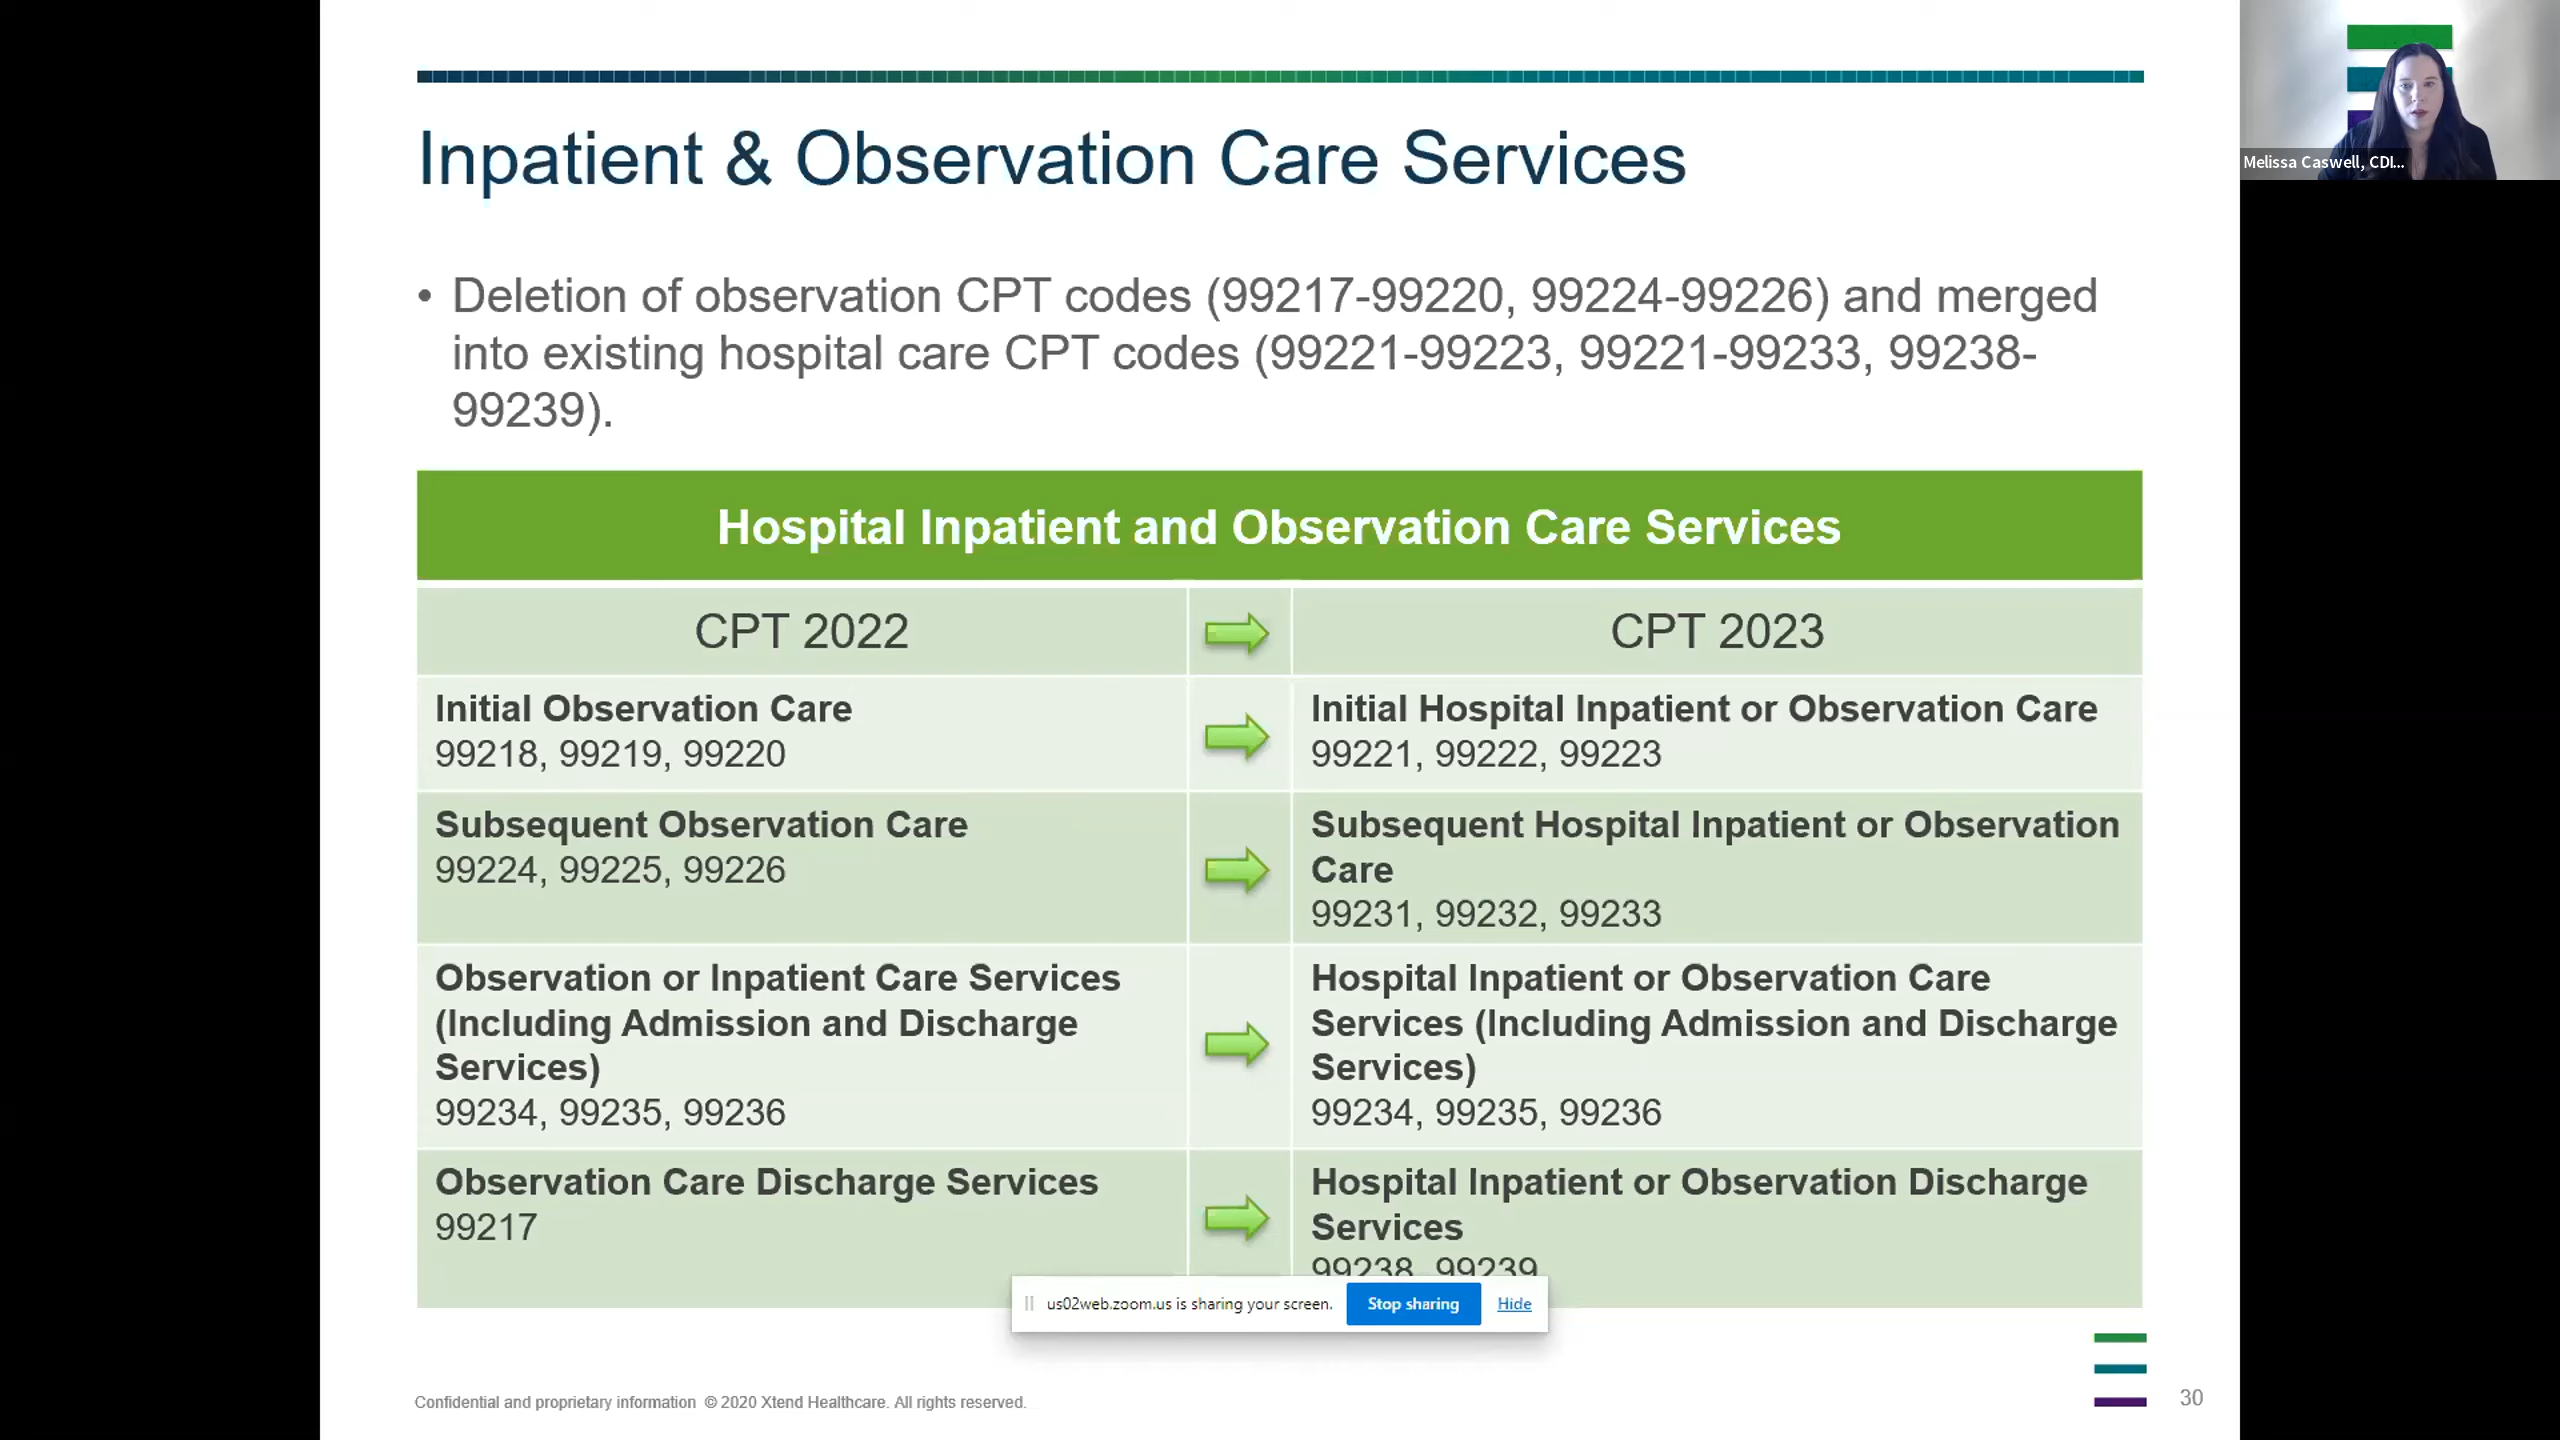 Inpatient & Observation Care Services
• Deletion of observation CPT codes (99217-99220, 99224-99226) and merged
into existing hospital care CPT codes (99221-99223, 99221-99233, 99238-
99239).
Hospital Inpatient and Observation Care Services
CPT 2022
CPT 2023
Initial Observation Care
99218, 99219, 99220
Initial Hospital Inpatient or Observation Care
99221, 99222, 99223
Subsequent Observation Care
99224, 99225, 99226
Subsequent Hospital Inpatient or Observation
Care
99231, 99232, 99233
Observation or Inpatient Care Services
(Including Admission and Discharge
Services)
99234, 99235, 99236
Hospital Inpatient or Observation Care
Services (Including Admission and Discharge
Services)
99234, 99235, 99236
Observation Care Discharge Services
99217
Hospital Inpatient or Observation Discharge
Services
99238, 99239
us02web.zoom.us is sharing your screen.
Stop sharing
Hide
Confidential and proprietary information © 2020 Xtend Healthcare. All rights reserved.
30
Melissa Caswell, CDI...